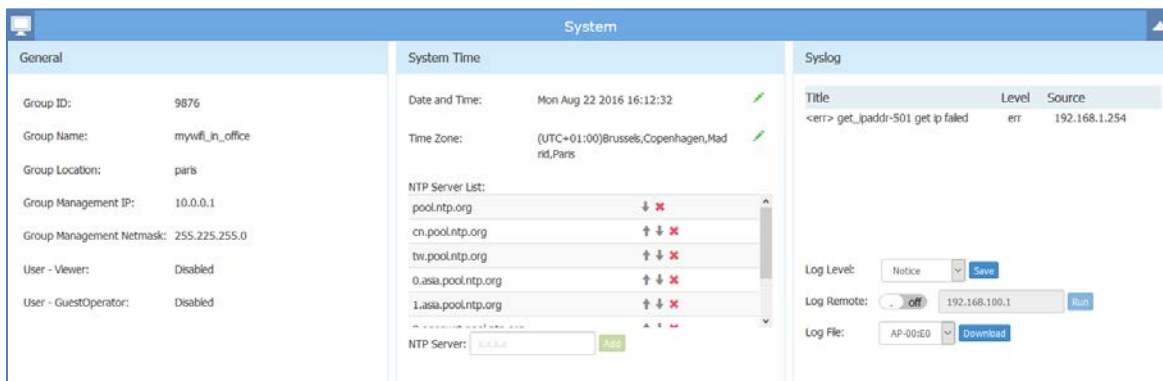 System
General
Group ID: 9876
Group Name: mywifi_in_office
Group Location: paris
Group Management IP: 10.0.0.1
Group Management Netmask: 255.225.255.0
User - Viewer: Disabled
User - GuestOperator: Disabled
System Time
Date and Time: Mon Aug 22 2016 16:12:32
Time Zone: (UTC+01:00)Brussels,Copenhagen,Mad
rid,Paris
NTP Server List:
pool.ntp.org
cn.pool.ntp.org
tw.pool.ntp.org
0.asia.pool.ntp.org
1.asia.pool.ntp.org
NTP Server: x.x.x.x Add
Syslog
Title Level Source
<err> get_ipaddr-501 get ip failed err 192.168.1.254
Log Level: Notice Save
Log Remote: off 192.168.100.1 Run
Log File: AP-00:E0 Download